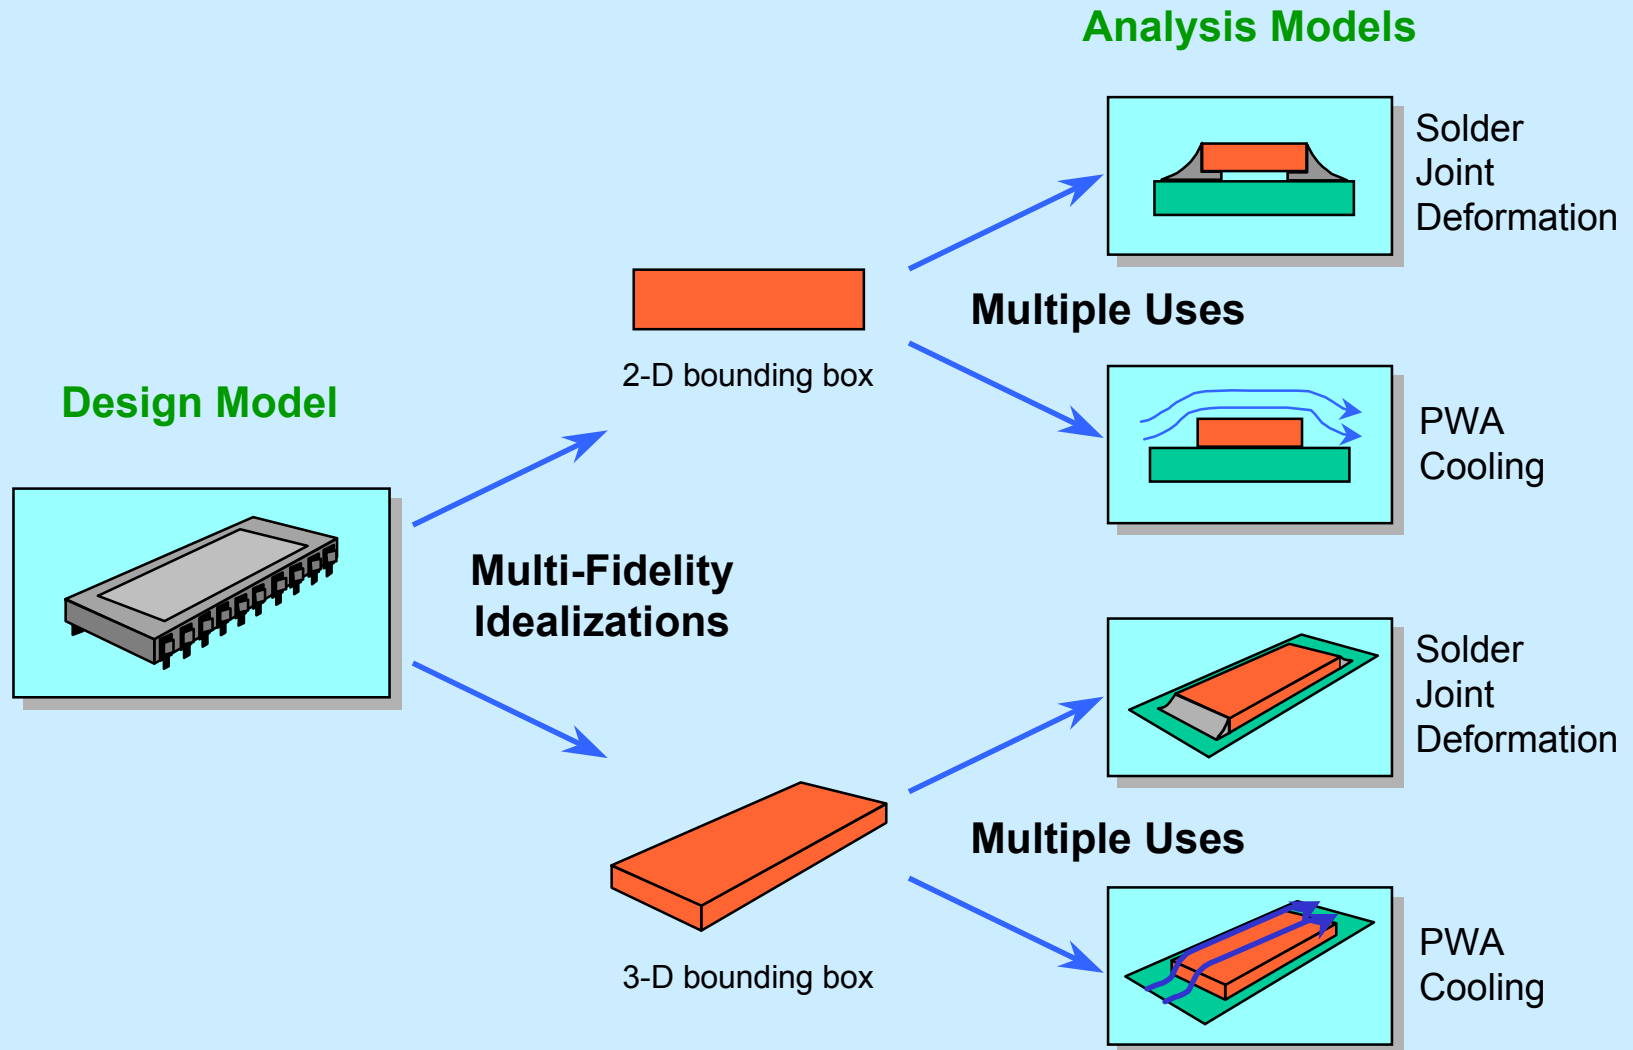 Analysis Models
Solder
Joint
Deformation
Multiple Uses
2-D bounding box
Design Model
PWA
Cooling
Multi-Fidelity
Idealizations
Solder
Joint
Deformation
Multiple Uses
3-D bounding box
PWA
Cooling